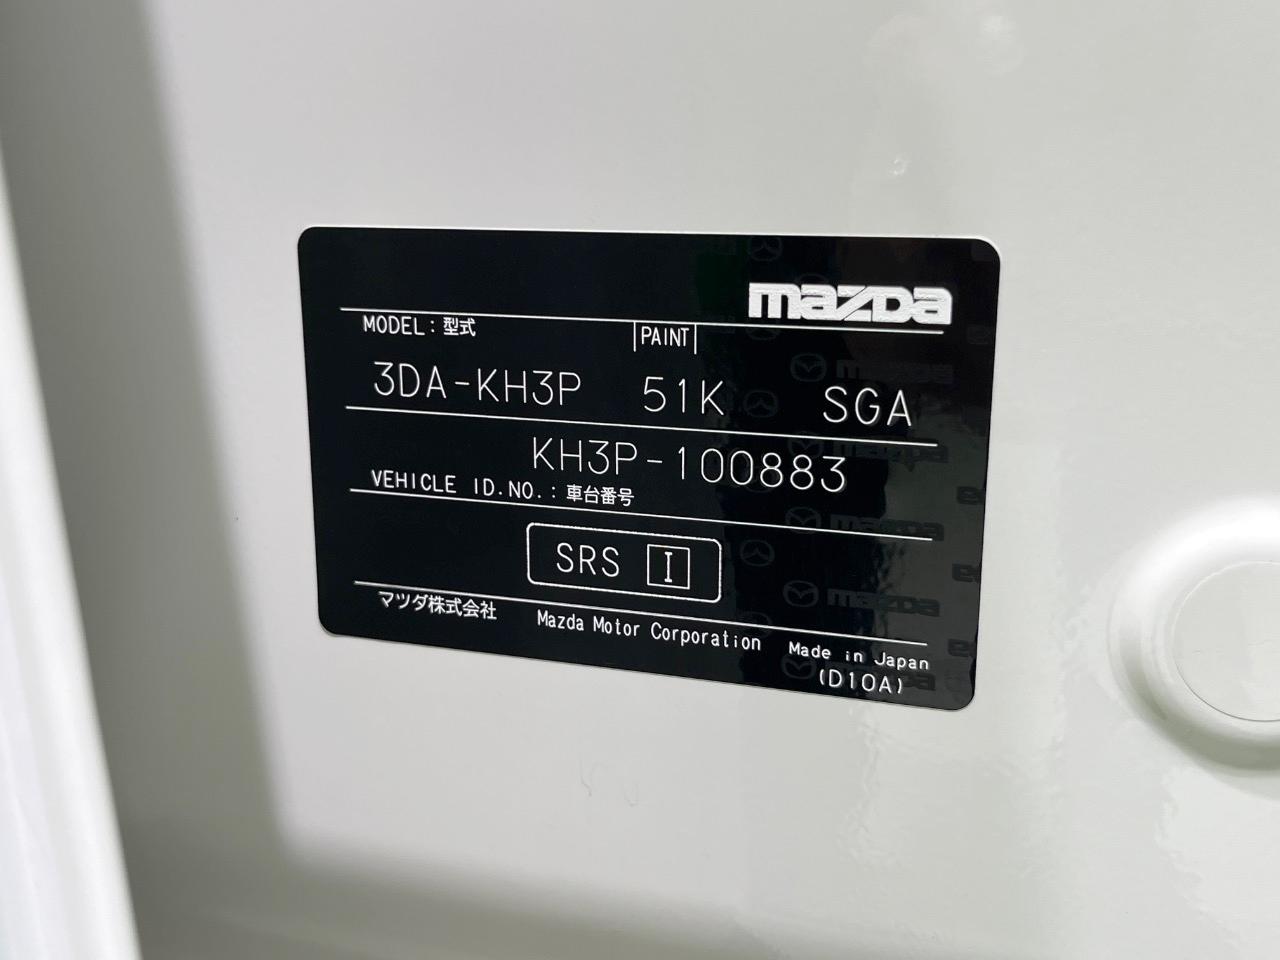 mazda
MODEL : 型式 PAINT
3DA-KH3P 51K SGA
KH3P-100883
VEHICLE ID.NO. : 車台番号
SRS I
マツダ株式会社 Mazda Motor Corporation Made in Japan
(D10A)